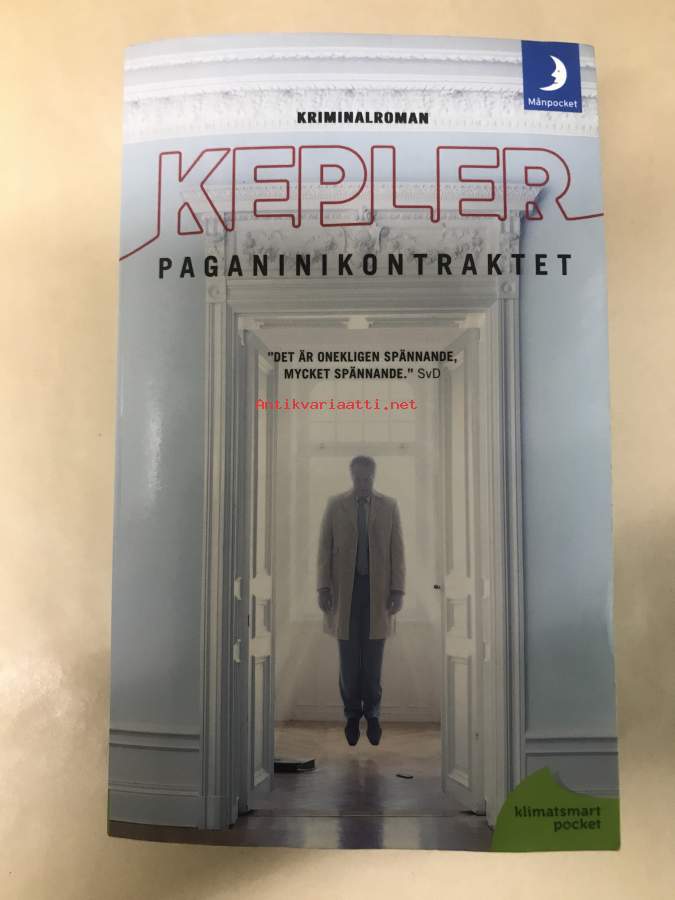 Månpocket
KRIMINALROMAN
KEPLER
PAGANINIKONTRAKTET
"DET ÄR ONEKLIGEN SPÄNNANDE,
MYCKET SPÄNNANDE." SvD
Antikvariaatti.net
klimatsmart
pocket